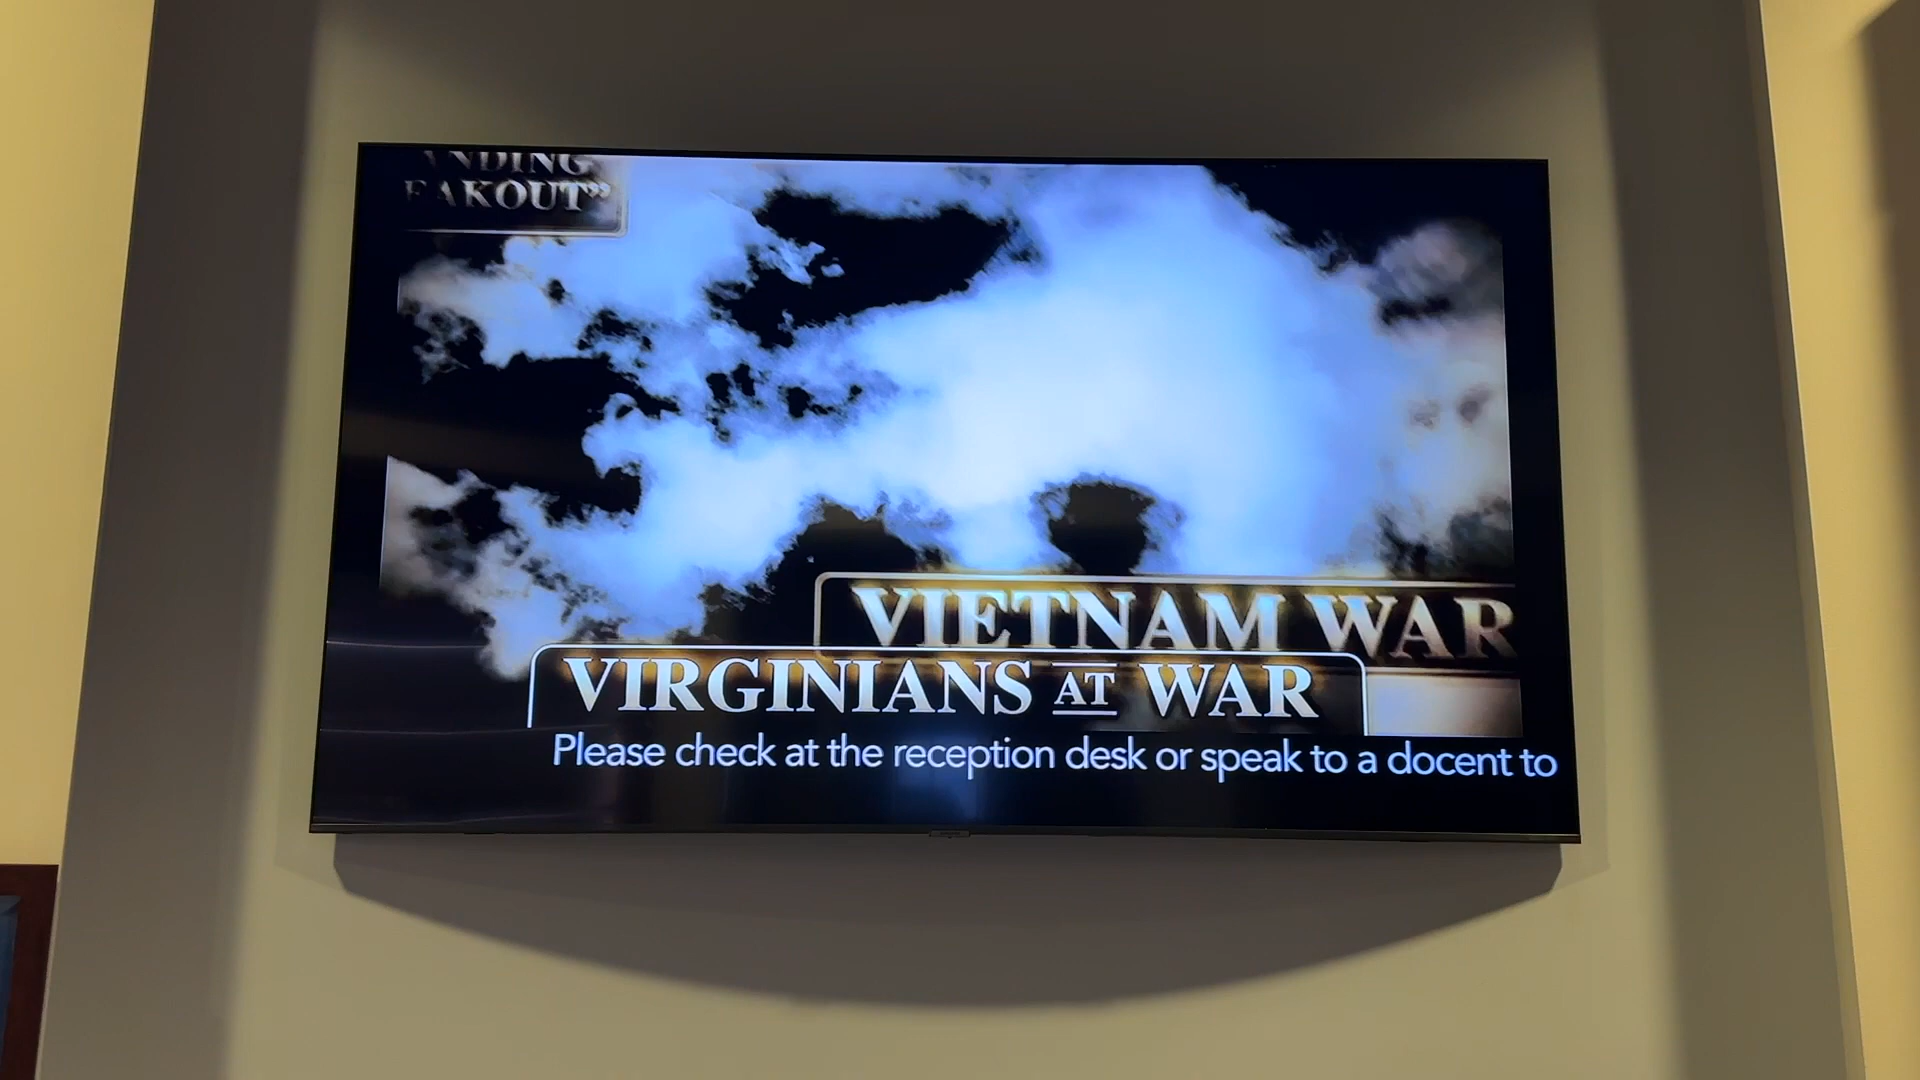 VIETNAM WAR
VIRGINIANS AT WAR
Please check at the reception desk or speak to a docent to